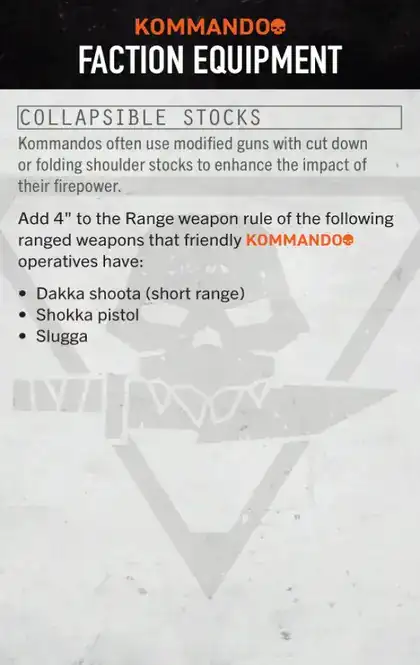 KOMMANDO
FACTION EQUIPMENT
COLLAPSIBLE STOCKS
Kommandos often use modified guns with cut down
or folding shoulder stocks to enhance the impact of
their firepower.
Add 4" to the Range weapon rule of the following
ranged weapons that friendly KOMMANDO
operatives have:
• Dakka shoota (short range)
• Shokka pistol
• Slugga